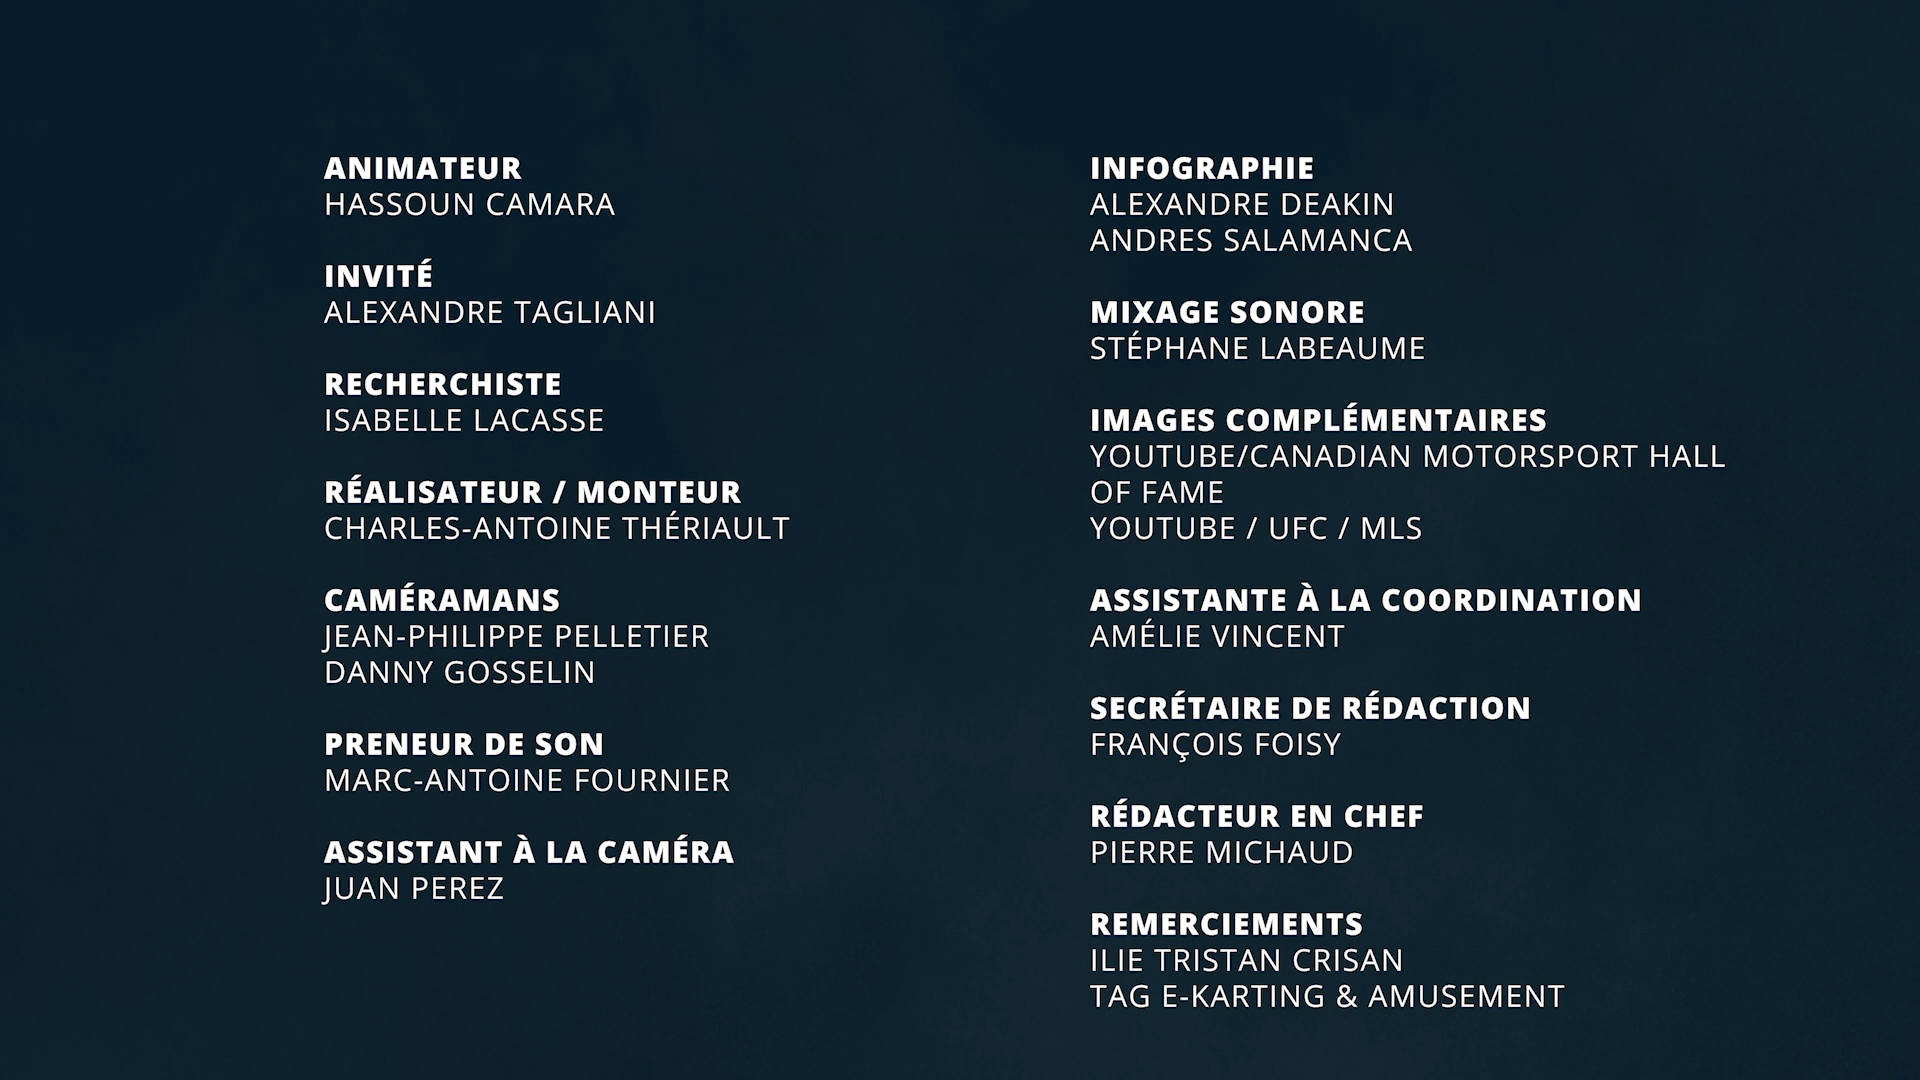 ANIMATEUR
HASSOUN CAMARA
INVITÉ
ALEXANDRE TAGLIANI
RECHERCHISTE
ISABELLE LACASSE
RÉALISATEUR / MONTEUR
CHARLES-ANTOINE THÉRIAULT
CAMÉRAMANS
JEAN-PHILIPPE PELLETIER
DANNY GOSSELIN
PRENEUR DE SON
MARC-ANTOINE FOURNIER
ASSISTANT À LA CAMÉRA
JUAN PEREZ
INFOGRAPHIE
ALEXANDRE DEAKIN
ANDRES SALAMANCA
MIXAGE SONORE
STÉPHANE LABEAUME
IMAGES COMPLÉMENTAIRES
YOUTUBE/CANADIAN MOTORSPORT HALL
OF FAME
YOUTUBE / UFC / MLS
ASSISTANTE À LA COORDINATION
AMÉLIE VINCENT
SECRÉTAIRE DE RÉDACTION
FRANÇOIS FOISY
RÉDACTEUR EN CHEF
PIERRE MICHAUD
REMERCIEMENTS
ILIE TRISTAN CRISAN
TAG E-KARTING & AMUSEMENT